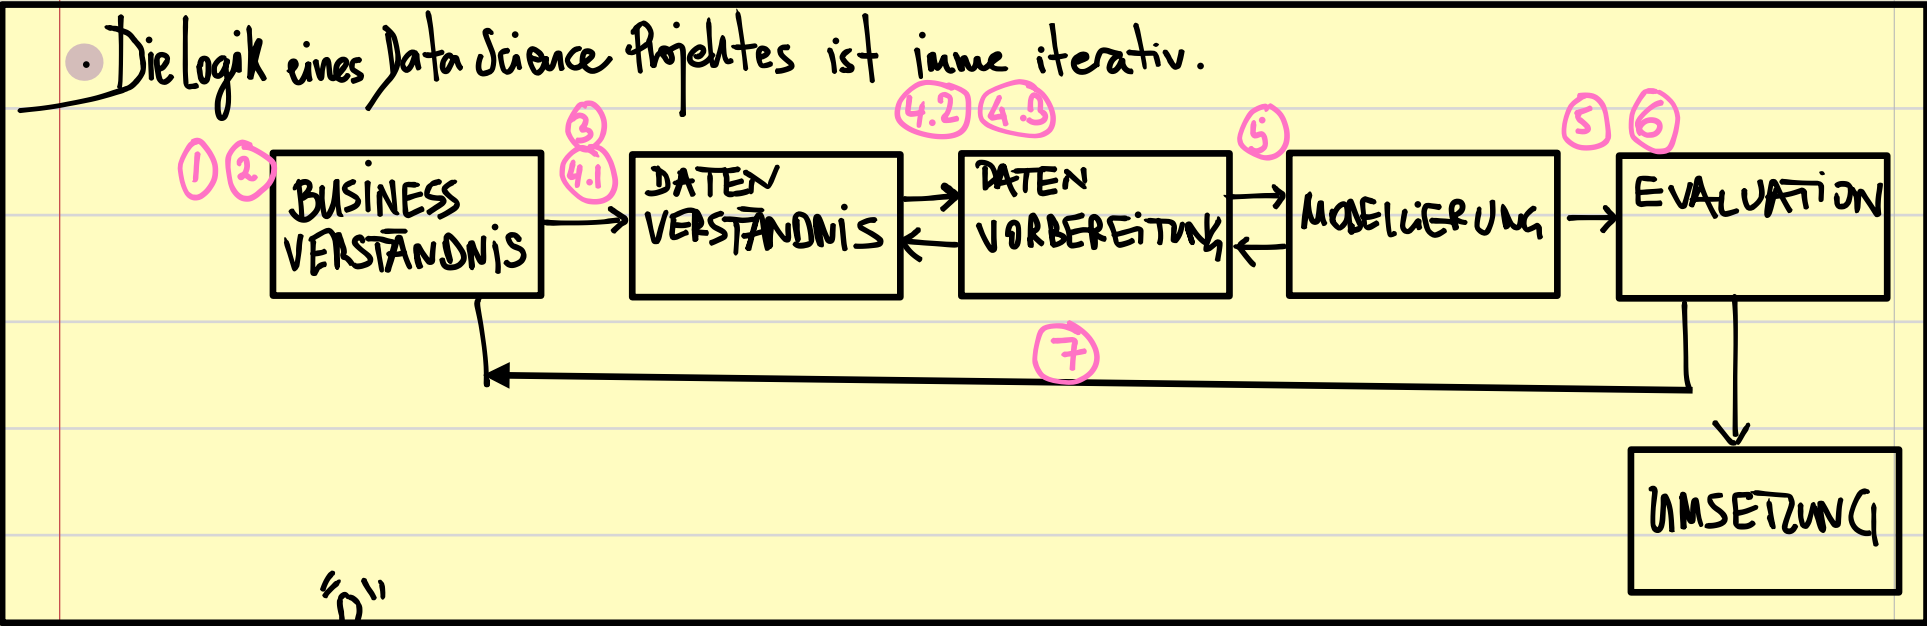 Die Logik eines Data Science Projektes ist imme iterativ.
1 2
BUSINESS
VERSTÄNDNIS
3
4.1
DATEN
VERSTÄNDNIS
4.2 4.3
DATEN
VORBEREITUNG
5
MODELLIERUNG
5 6
EVALUATION
7
UMSETZUNG